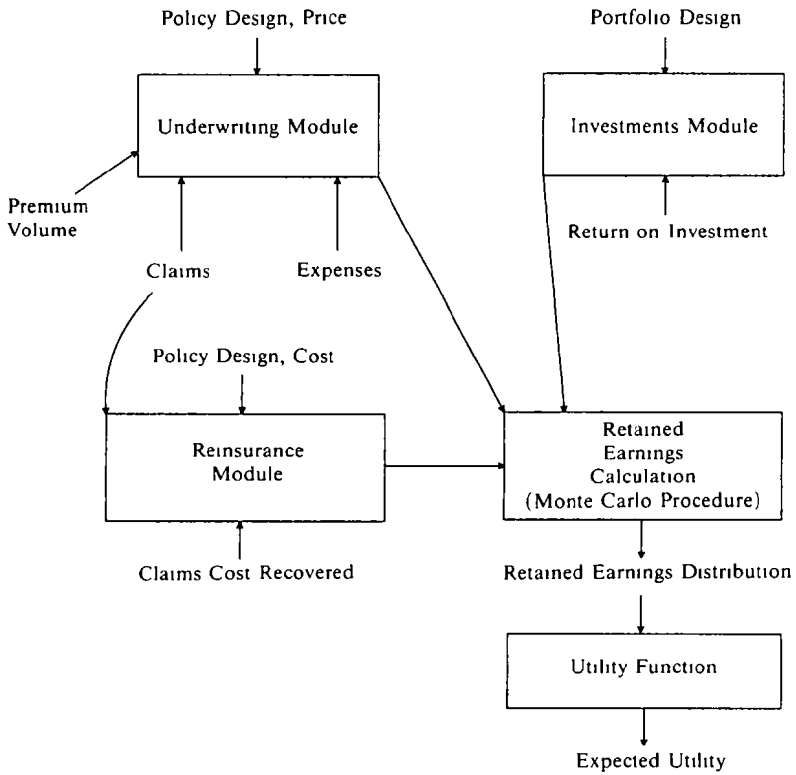 Policy Design, Price
Portfolio Design
Underwriting Module
Investments Module
Premium
Volume
Return on Investment
Claims
Expenses
Policy Design, Cost
Reinsurance
Module
Retained
Earnings
Calculation
(Monte Carlo Procedure)
Claims Cost Recovered
Retained Earnings Distribution
Utility Function
Expected Utility